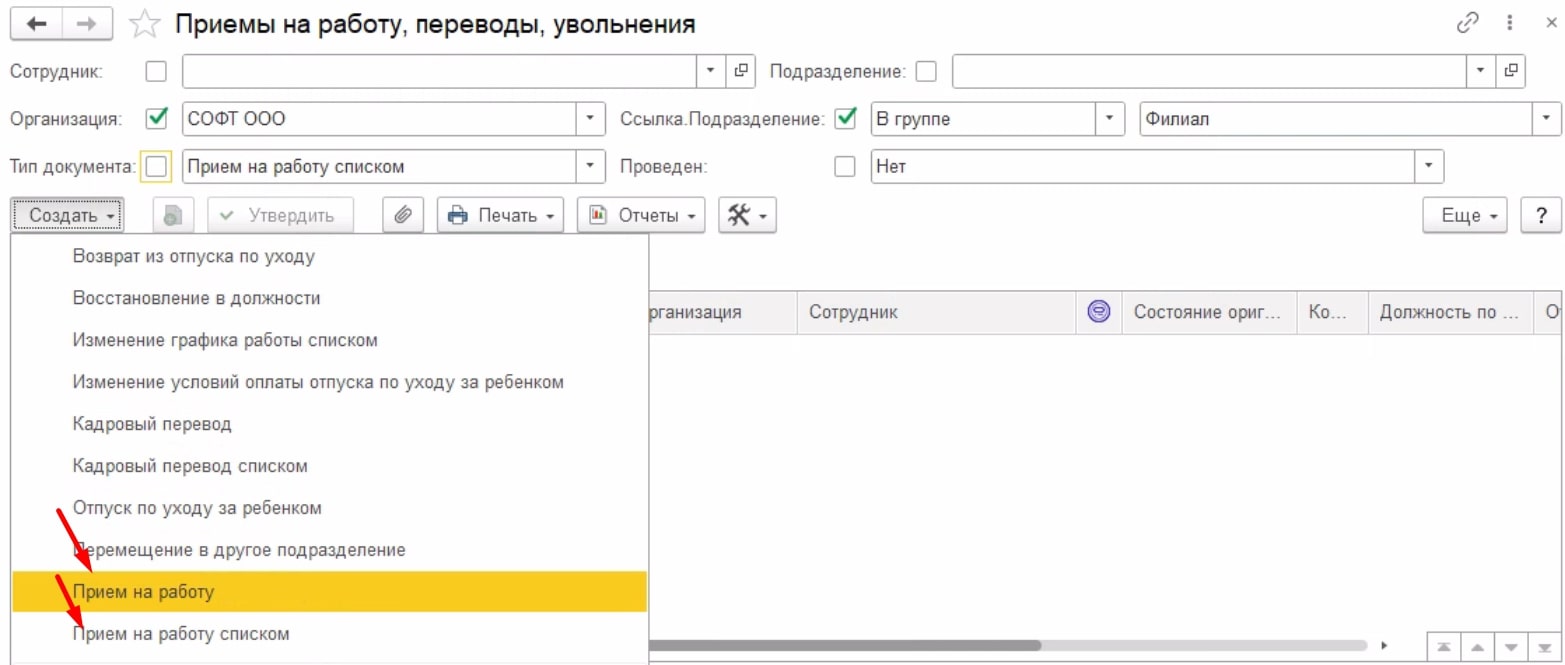 Приемы на работу, переводы, увольнения
Сотрудник: Подразделение:
Организация: СОФТ ООО Ссылка.Подразделение: В группе Филиал
Тип документа: Прием на работу списком Проведен: Нет
Создать Утвердить Печать Отчеты Еще ?
Возврат из отпуска по уходу
Восстановление в должности
рганизация Сотрудник Состояние ориг... Ко... Должность по ... О
Изменение графика работы списком
Изменение условий оплаты отпуска по уходу за ребенком
Кадровый перевод
Кадровый перевод списком
Отпуск по уходу за ребенком
Перемещение в другое подразделение
Прием на работу
Прием на работу списком